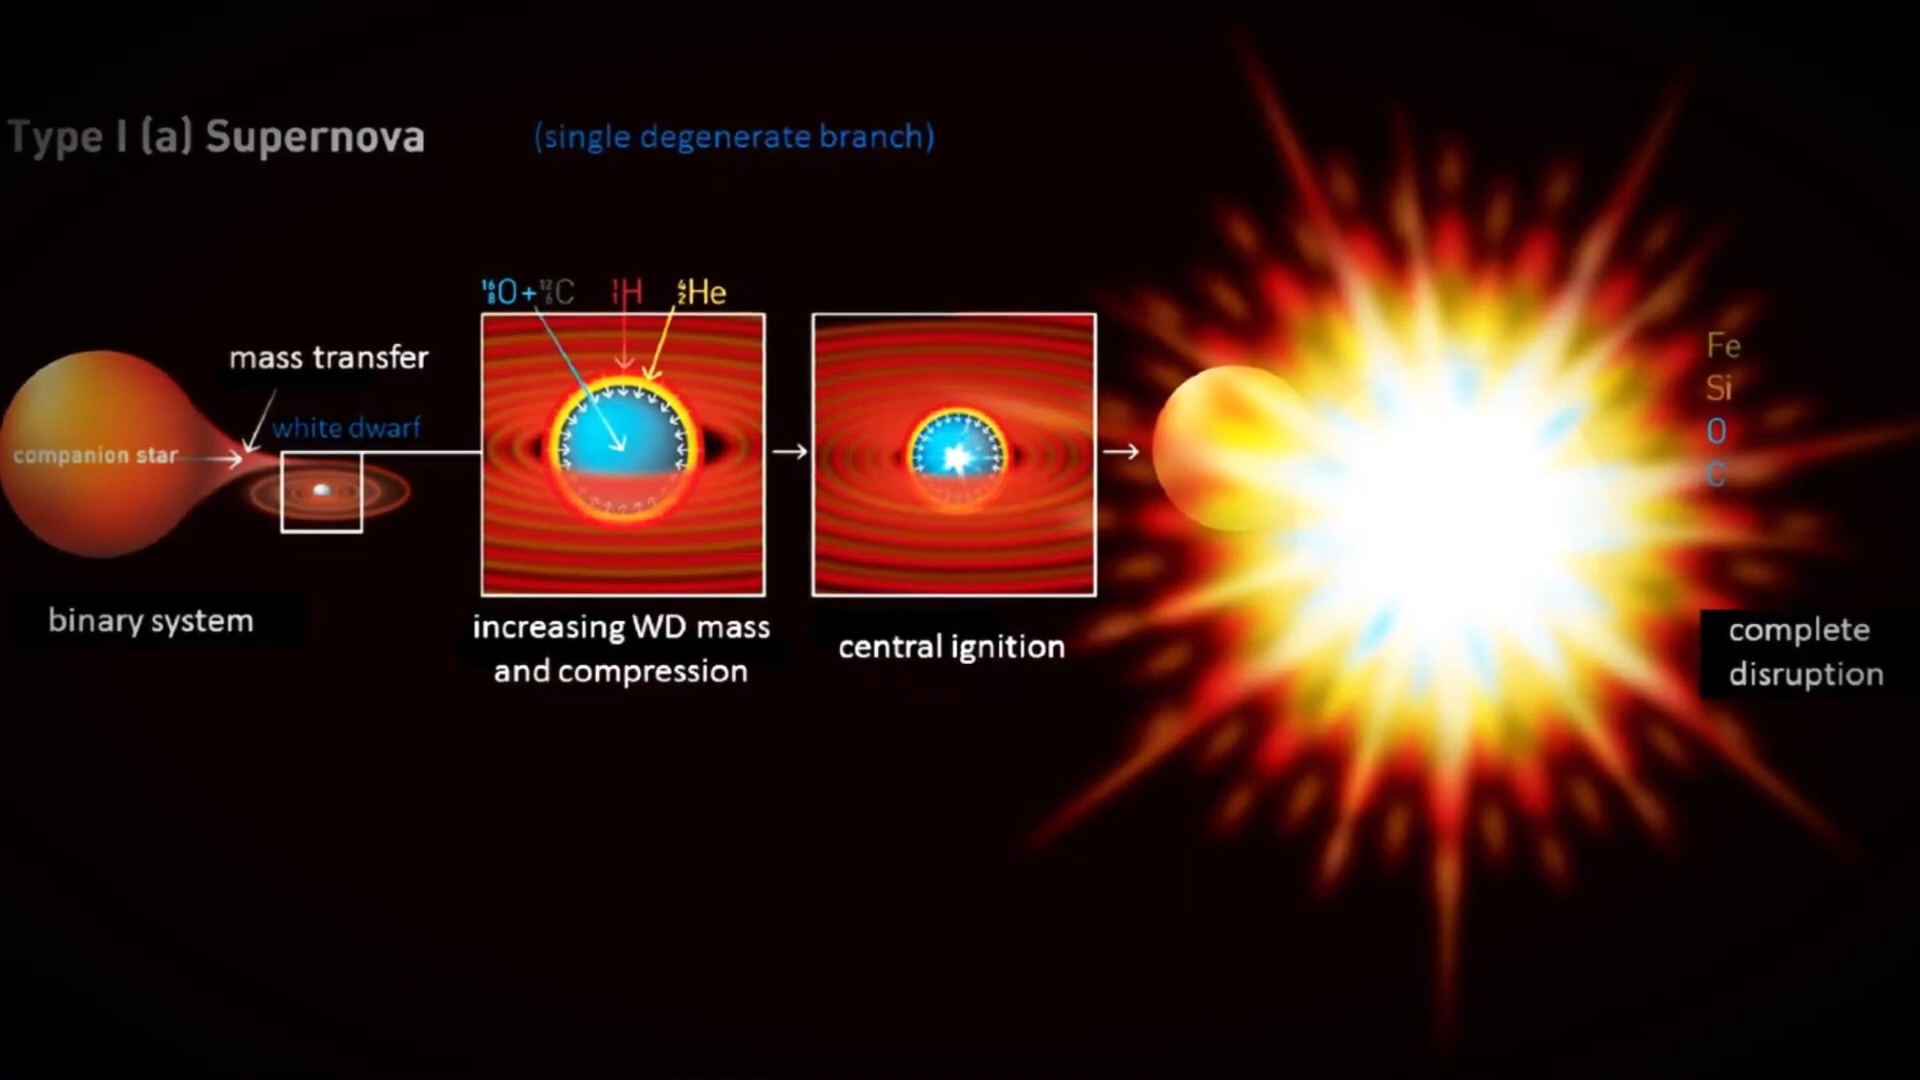 Type I (a) Supernova (single degenerate branch)
¹⁶₈O+¹²₆C ¹₁H ⁴₂He
mass transfer
white dwarf
companion star
binary system
increasing WD mass
and compression
central ignition
Fe
Si
O
C
complete
disruption